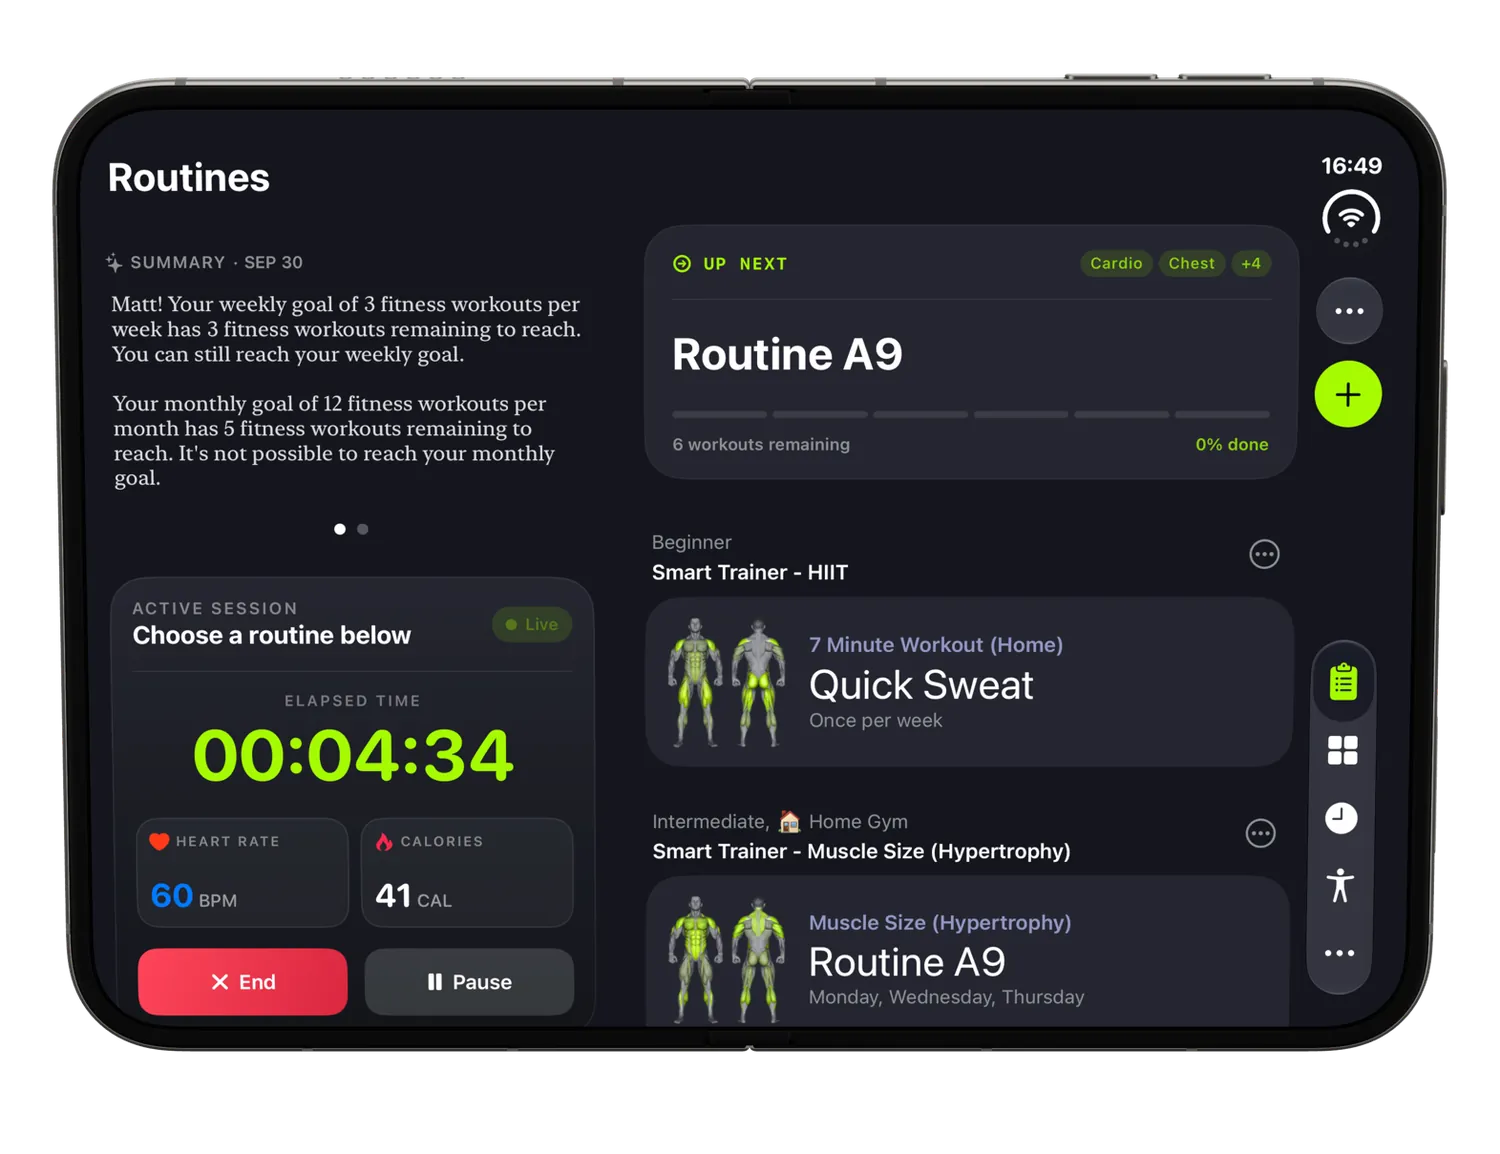 Routines
SUMMARY · SEP 30
Matt! Your weekly goal of 3 fitness workouts per
week has 3 fitness workouts remaining to reach.
You can still reach your weekly goal.
Your monthly goal of 12 fitness workouts per
month has 5 fitness workouts remaining to
reach. It's not possible to reach your monthly
goal.
ACTIVE SESSION
Choose a routine below
Live
ELAPSED TIME
00:04:34
HEART RATE
60 BPM
CALORIES
41 CAL
End
Pause
UP NEXT
Cardio
Chest
+4
Routine A9
6 workouts remaining
0% done
Beginner
Smart Trainer - HIIT
7 Minute Workout (Home)
Quick Sweat
Once per week
Intermediate, 🏠 Home Gym
Smart Trainer - Muscle Size (Hypertrophy)
Muscle Size (Hypertrophy)
Routine A9
Monday, Wednesday, Thursday
16:49